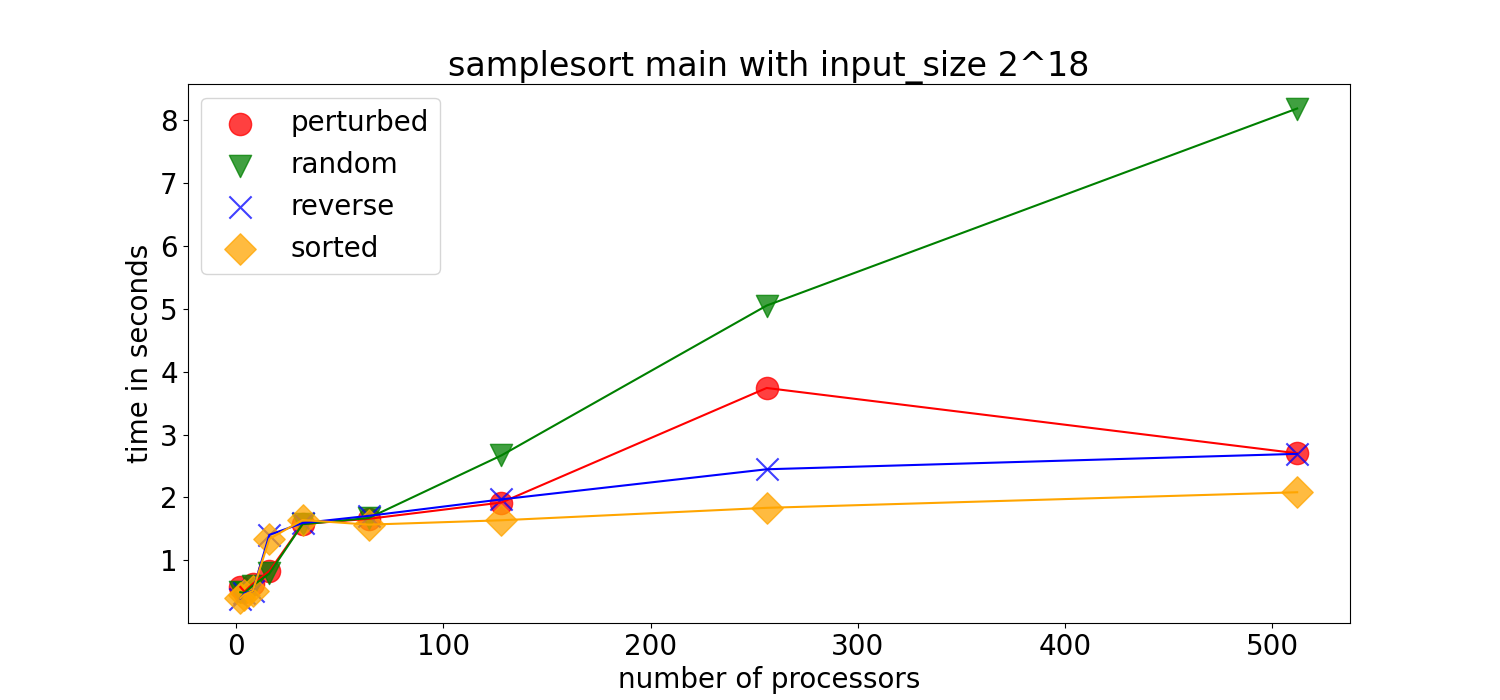 samplesort main with input_size 2^18
perturbed
random
reverse
sorted
time in seconds
8
7
6
5
4
3
2
1
0 100 200 300 400 500
number of processors